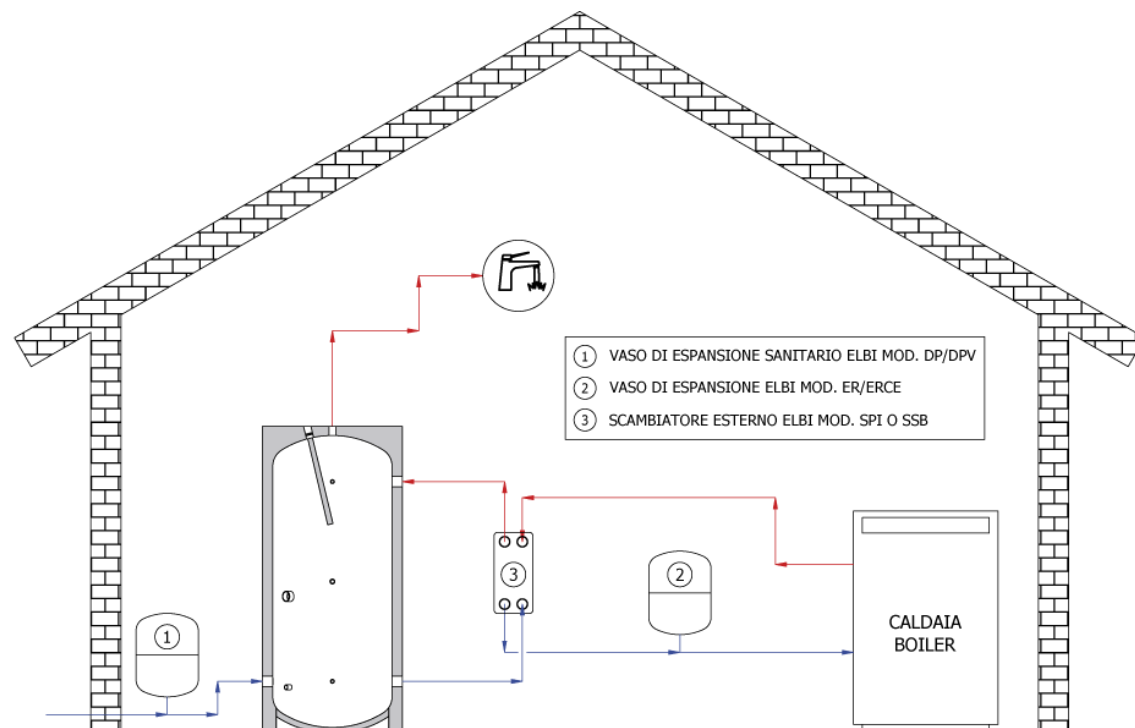 1 VASO DI ESPANSIONE SANITARIO ELBI MOD. DP/DPV
2 VASO DI ESPANSIONE ELBI MOD. ER/ERCE
3 SCAMBIATORE ESTERNO ELBI MOD. SPI O SSB
3
2
1
CALDAIA
BOILER